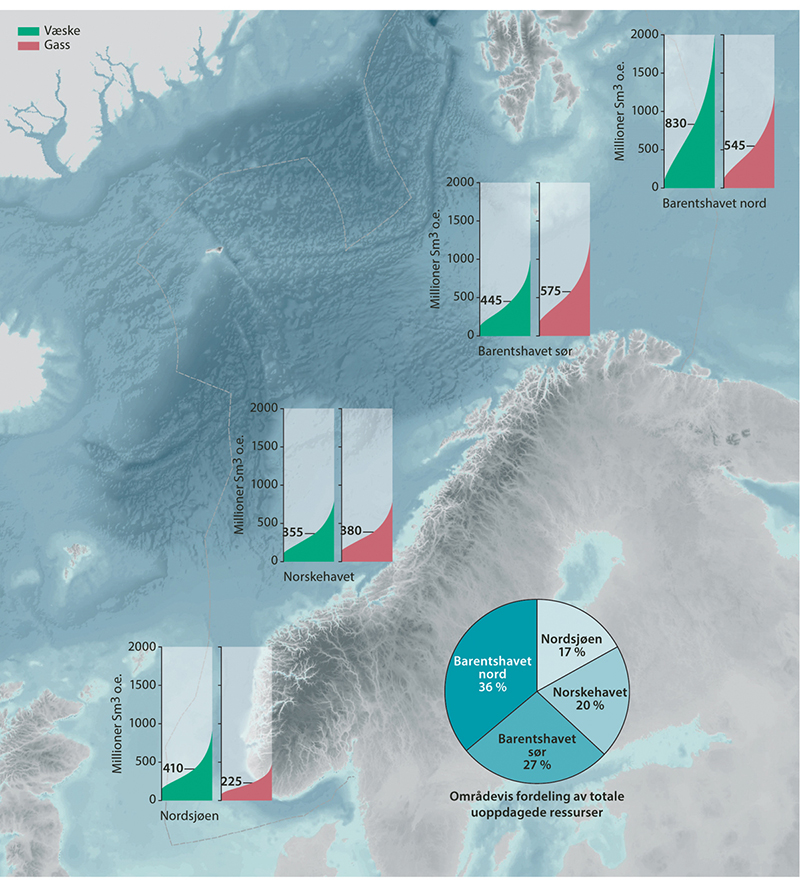 Væske
Gass
Millioner Sm3 o.e.
2000
1500
1000
500
0
830
545
Barentshavet nord
Millioner Sm3 o.e.
2000
1500
1000
500
0
445
575
Barentshavet sør
Millioner Sm3 o.e.
2000
1500
1000
500
0
355
380
Norskehavet
Millioner Sm3 o.e.
2000
1500
1000
500
0
410
225
Nordsjøen
Nordsjøen
17 %
Norskehavet
20 %
Barentshavet
sør
27 %
Barentshavet
nord
36 %
Områdevis fordeling av totale
uoppdagede ressurser